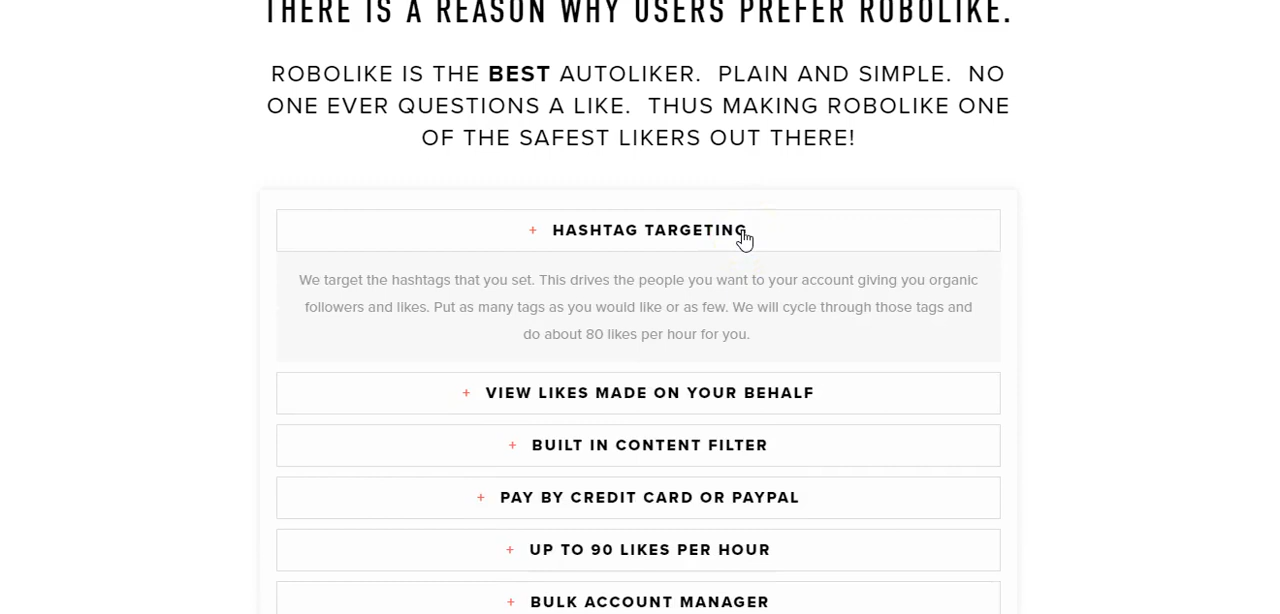 THERE IS A REASON WHY USERS PREFER ROBOLIKE.
ROBOLIKE IS THE BEST AUTOLIKER. PLAIN AND SIMPLE. NO
ONE EVER QUESTIONS A LIKE. THUS MAKING ROBOLIKE ONE
OF THE SAFEST LIKERS OUT THERE!
+ HASHTAG TARGETING
We target the hashtags that you set. This drives the people you want to your account giving you organic
followers and likes. Put as many tags as you would like or as few. We will cycle through those tags and
do about 80 likes per hour for you.
+ VIEW LIKES MADE ON YOUR BEHALF
+ BUILT IN CONTENT FILTER
+ PAY BY CREDIT CARD OR PAYPAL
+ UP TO 90 LIKES PER HOUR
+ BULK ACCOUNT MANAGER